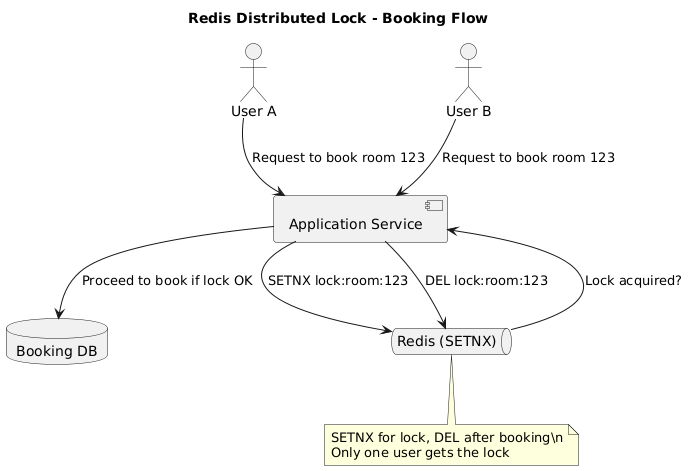 Redis Distributed Lock - Booking Flow
User A
User B
Request to book room 123
Request to book room 123
Application Service
Proceed to book if lock OK
SETNX lock:room:123
DEL lock:room:123
Lock acquired?
Booking DB
Redis (SETNX)
SETNX for lock, DEL after booking\n
Only one user gets the lock